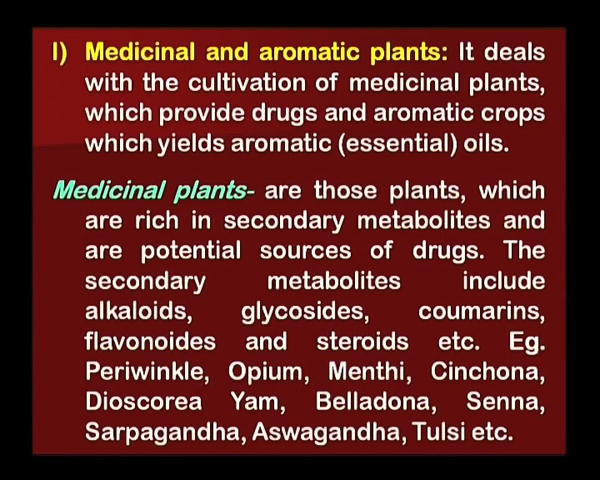 I) Medicinal and aromatic plants: It deals
with the cultivation of medicinal plants,
which provide drugs and aromatic crops
which yields aromatic (essential) oils.
Medicinal plants- are those plants, which
are rich in secondary metabolites and
are potential sources of drugs. The
secondary metabolites include
alkaloids, glycosides, coumarins,
flavonoides and steroids etc. Eg.
Periwinkle, Opium, Menthi, Cinchona,
Dioscorea Yam, Belladona, Senna,
Sarpagandha, Aswagandha, Tulsi etc.